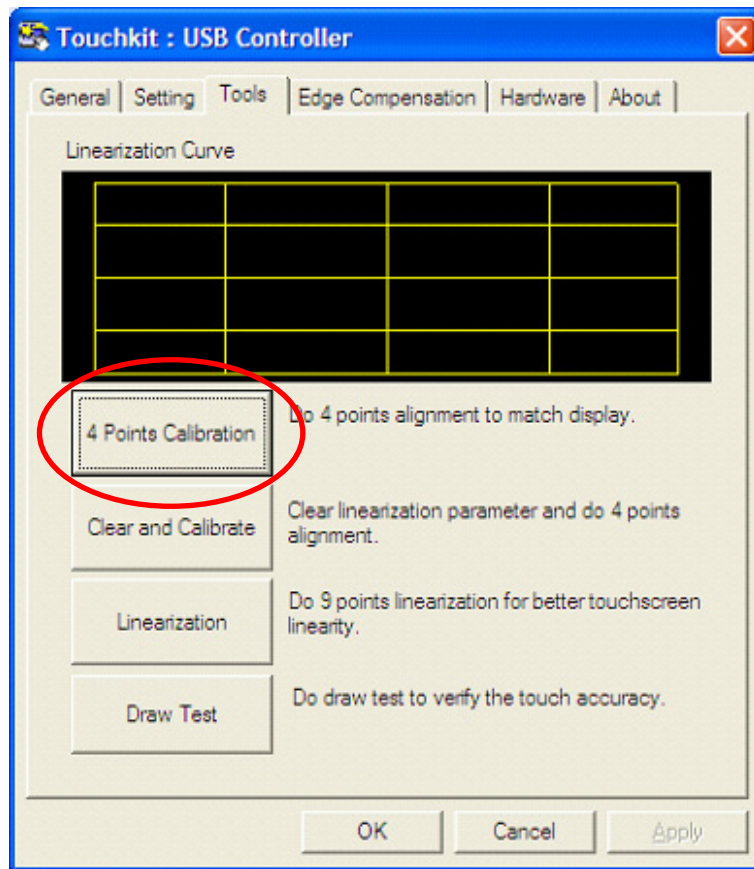 Touchkit : USB Controller
General Setting Tools Edge Compensation Hardware About
Linearization Curve
4 Points Calibration
Do 4 points alignment to match display.
Clear and Calibrate
Clear linearization parameter and do 4 points
alignment.
Linearization
Do 9 points linearization for better touchscreen
linearity.
Draw Test
Do draw test to verify the touch accuracy.
OK Cancel Apply